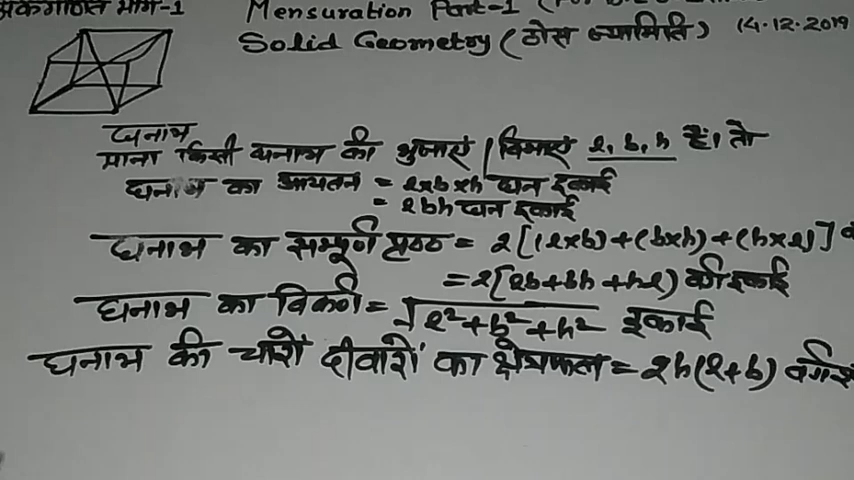 अंकगणित भाग-1 Mensuration Part-1 (For
Solid Geometry (ठोस ज्यामिति) 14.12.2019
घनाभ
माना किसी घनाभ की भुजाएं/विमाएं l, b, h हैं। तो
घनाभ का आयतन = l×b×h घन इकाई
= lbh घन इकाई
घनाभ का सम्पूर्ण पृष्ठ = 2[(l×b)+(b×h)+(h×l)]
=2[lb+bh+hl) वर्ग इकाई
घनाभ का विकर्ण = √l²+b²+h² इकाई
घनाभ की चारों दीवारों का क्षेत्रफल = 2h(l+b) वर्ग